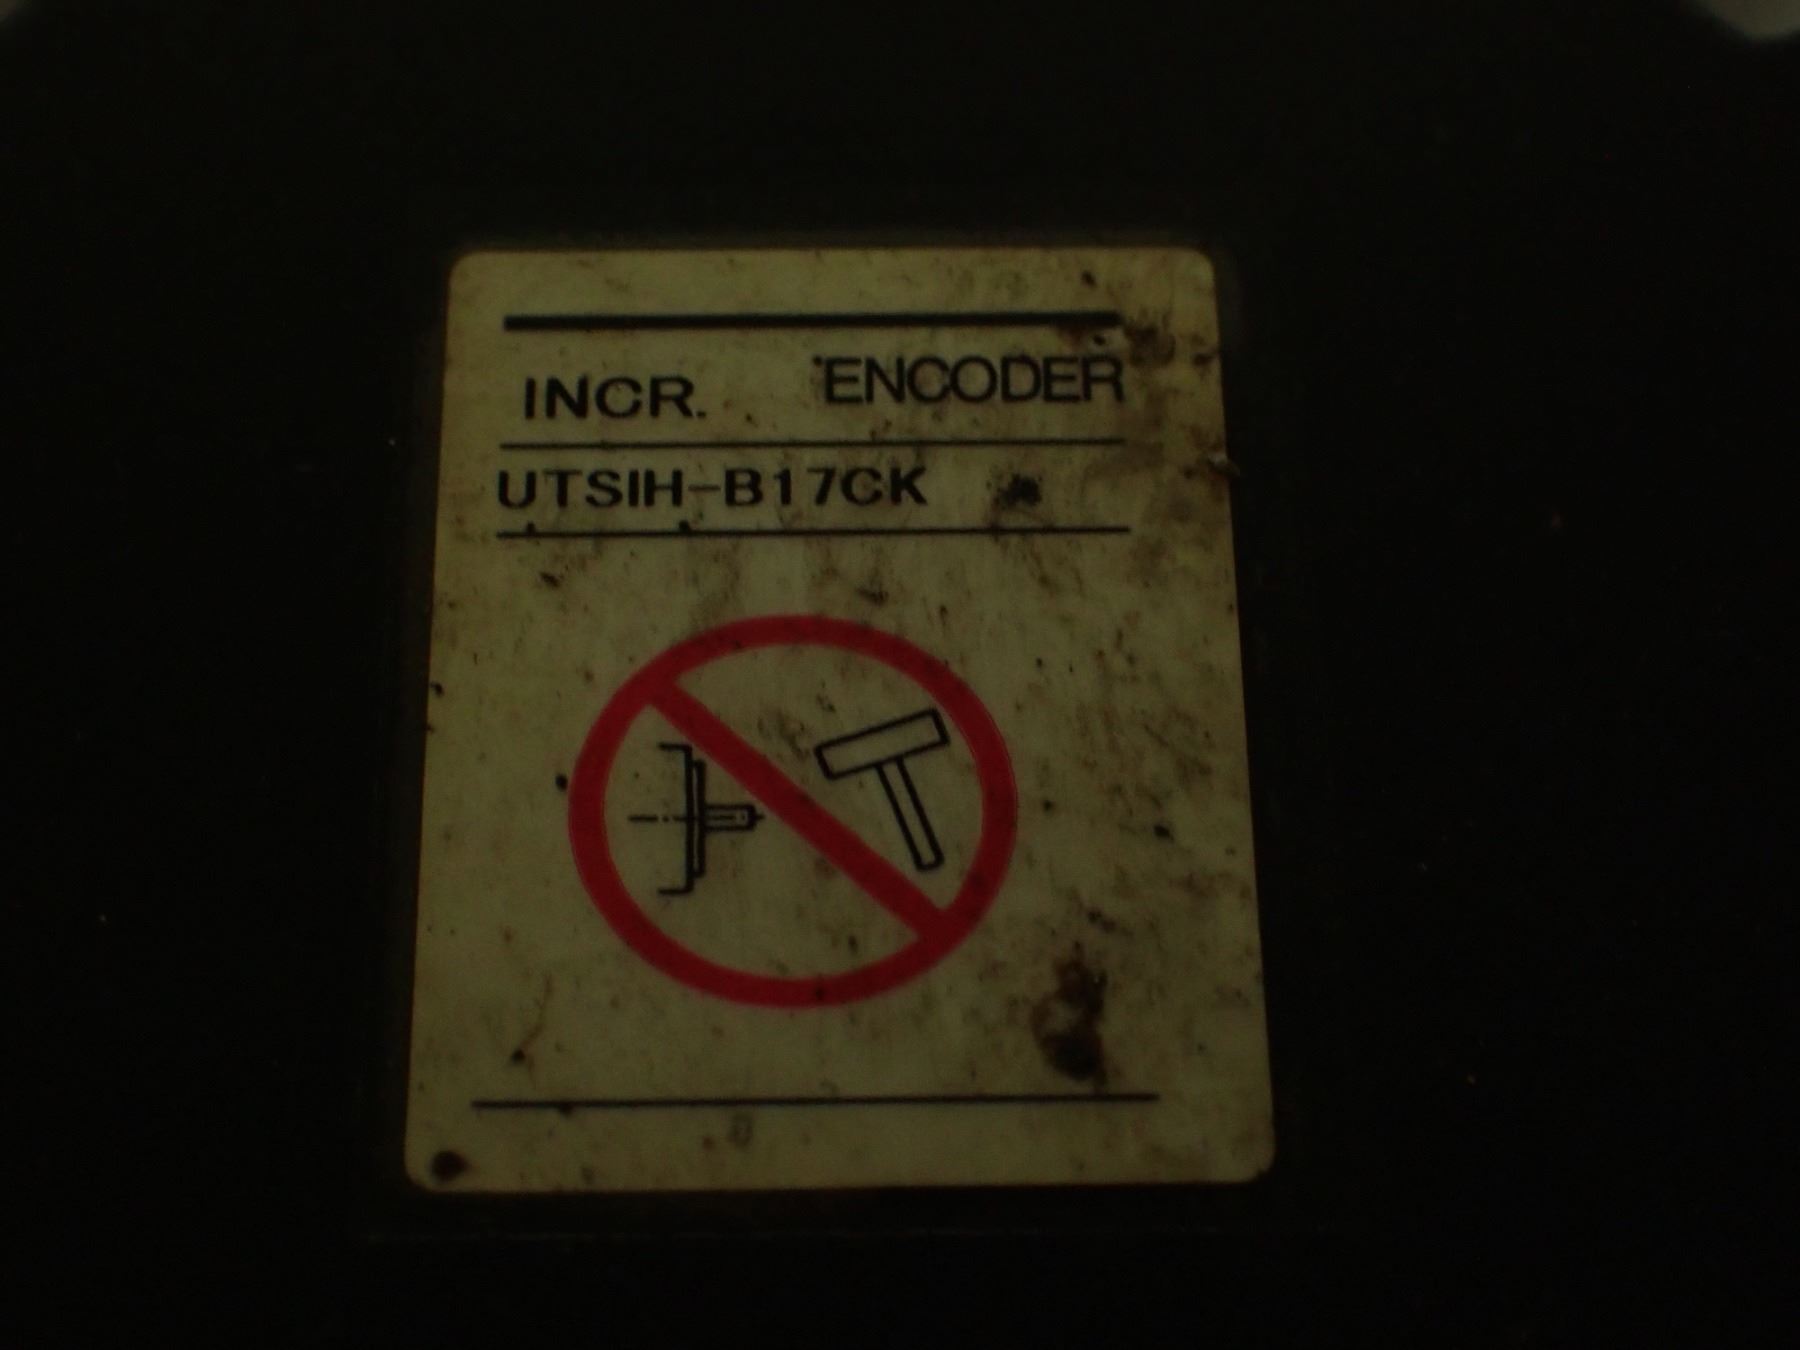 INCR. ENCODER
UTSIH-B17CK